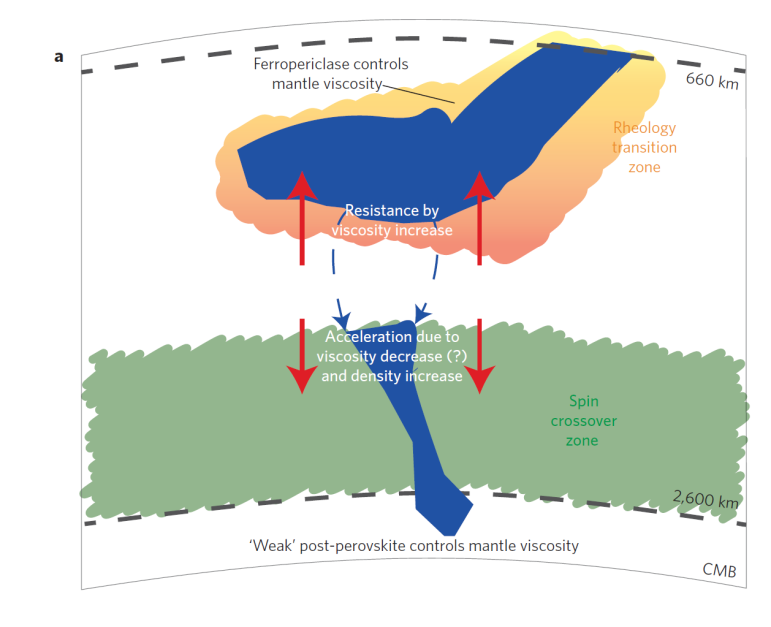 a
Ferropericlase controls
mantle viscosity
660 km
Rheology
transition
zone
Resistance by
viscosity increase
Acceleration due to
viscosity decrease (?)
and density increase
Spin
crossover
zone
2,600 km
‘Weak’ post-perovskite controls mantle viscosity
CMB